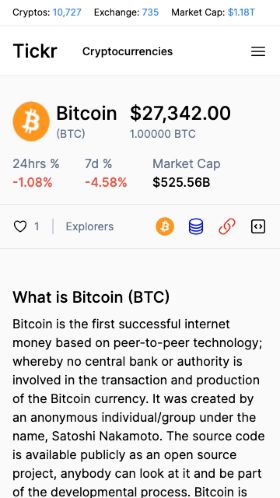 Cryptos: 10,727 Exchange: 735 Market Cap: $1.18T
Tickr Cryptocurrencies
Bitcoin $27,342.00
(BTC) 1.00000 BTC
24hrs % 7d % Market Cap
-1.08% -4.58% $525.56B
1 Explorers
What is Bitcoin (BTC)
Bitcoin is the first successful internet
money based on peer-to-peer technology;
whereby no central bank or authority is
involved in the transaction and production
of the Bitcoin currency. It was created by
an anonymous individual/group under the
name, Satoshi Nakamoto. The source code
is available publicly as an open source
project, anybody can look at it and be part
of the developmental process. Bitcoin is